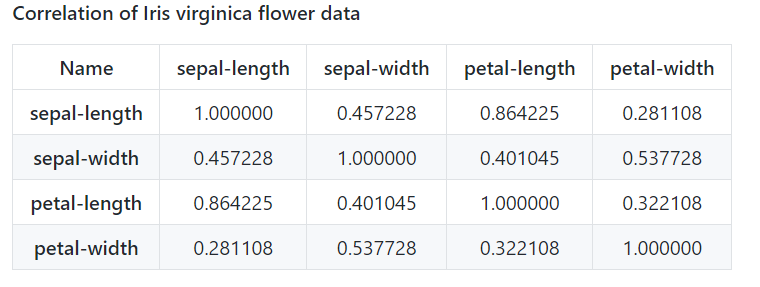 Correlation of Iris virginica flower data
Name sepal-length sepal-width petal-length petal-width
sepal-length 1.000000 0.457228 0.864225 0.281108
sepal-width 0.457228 1.000000 0.401045 0.537728
petal-length 0.864225 0.401045 1.000000 0.322108
petal-width 0.281108 0.537728 0.322108 1.000000